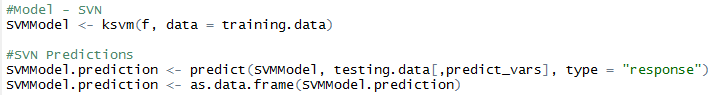 #Model - SVN
SVMModel <- ksvm(f, data = training.data)
#SVN Predictions
SVMModel.prediction <- predict(SVMModel, testing.data[,predict_vars], type = "response")
SVMModel.prediction <- as.data.frame(SVMModel.prediction)